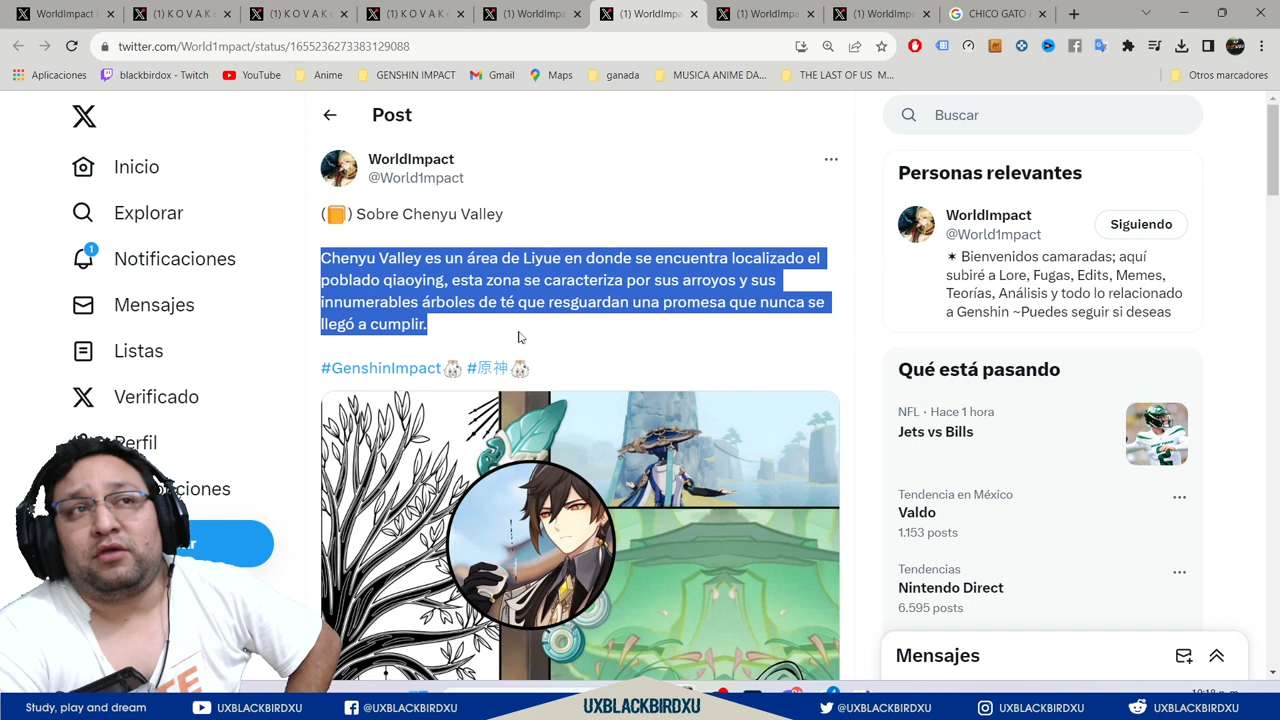 WorldImpact
(1) K O V A K
(1) K O V A K
(1) K O V A K
(1) WorldImpa
(1) WorldImpa
(1) WorldImpa
(1) WorldImpa
CHICO GATO
twitter.com/World1mpact/status/1655236273383129088
Aplicaciones
blackbirdox - Twitch
YouTube
Anime
GENSHIN IMPACT
Gmail
Maps
ganada
MUSICA ANIME DA...
THE LAST OF US M...
Otros marcadores
Inicio
Explorar
1
Notificaciones
Mensajes
Listas
Verificado
Perfil
Post
WorldImpact
@World1mpact
(📙) Sobre Chenyu Valley
Chenyu Valley es un área de Liyue en donde se encuentra localizado el
poblado qiaoying, esta zona se caracteriza por sus arroyos y sus
innumerables árboles de té que resguardan una promesa que nunca se
llegó a cumplir.
#GenshinImpact #原神
Buscar
Personas relevantes
WorldImpact
@World1mpact
Siguiendo
✶ Bienvenidos camaradas; aquí
subiré a Lore, Fugas, Edits, Memes,
Teorías, Análisis y todo lo relacionado
a Genshin ~Puedes seguir si deseas
Qué está pasando
NFL · Hace 1 hora
Jets vs Bills
Tendencia en México
Valdo
1.153 posts
Tendencias
Nintendo Direct
6.595 posts
Mensajes
Study, play and dream
UXBLACKBIRDXU
@UXBLACKBIRDXU
UXBLACKBIRDXU
@UXBLACKBIRDXU
UXBLACKBIRDXU
UXBLACKBIRDXU